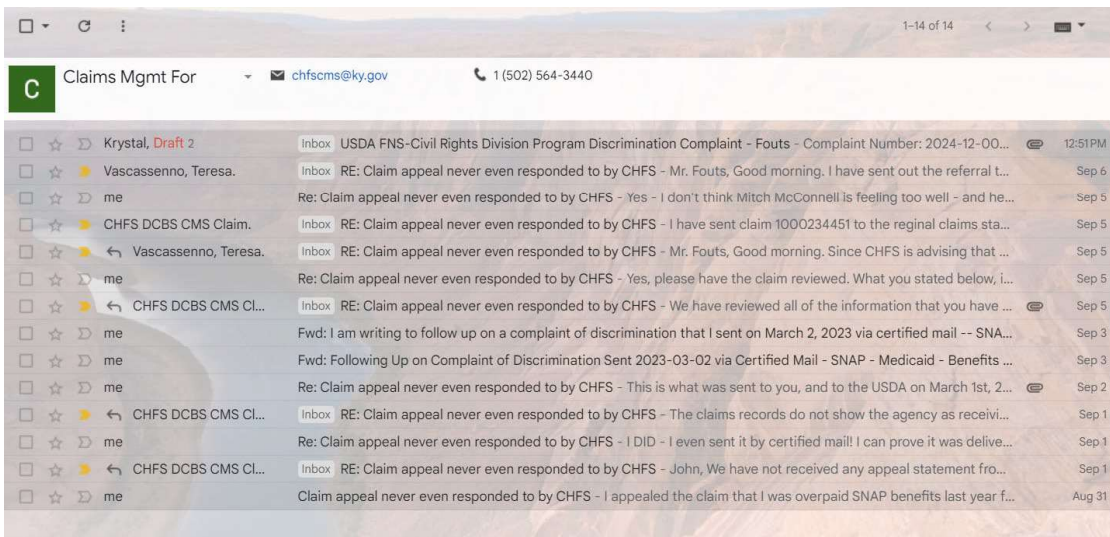 1–14 of 14
C
Claims Mgmt For
chfscms@ky.gov
1 (502) 564-3440
Krystal, Draft 2 Inbox USDA FNS-Civil Rights Division Program Discrimination Complaint - Fouts - Complaint Number: 2024-12-00... 12:51 PM
Vascassenno, Teresa. Inbox RE: Claim appeal never even responded to by CHFS - Mr. Fouts, Good morning. I have sent out the referral t... Sep 6
me Re: Claim appeal never even responded to by CHFS - Yes - I don't think Mitch McConnell is feeling too well - and he... Sep 5
CHFS DCBS CMS Claim. Inbox RE: Claim appeal never even responded to by CHFS - I have sent claim 1000234451 to the reginal claims sta... Sep 5
Vascassenno, Teresa. Inbox RE: Claim appeal never even responded to by CHFS - Mr. Fouts, Good morning. Since CHFS is advising that ... Sep 5
me Re: Claim appeal never even responded to by CHFS - Yes, please have the claim reviewed. What you stated below, i... Sep 5
CHFS DCBS CMS Cl... Inbox RE: Claim appeal never even responded to by CHFS - We have reviewed all of the information that you have ... Sep 5
me Fwd: I am writing to follow up on a complaint of discrimination that I sent on March 2, 2023 via certified mail -- SNA... Sep 3
me Fwd: Following Up on Complaint of Discrimination Sent 2023-03-02 via Certified Mail - SNAP - Medicaid - Benefits ... Sep 3
me Re: Claim appeal never even responded to by CHFS - This is what was sent to you, and to the USDA on March 1st, 2... Sep 2
CHFS DCBS CMS Cl... Inbox RE: Claim appeal never even responded to by CHFS - The claims records do not show the agency as receivi... Sep 1
me Re: Claim appeal never even responded to by CHFS - I DID - I even sent it by certified mail! I can prove it was delive... Sep 1
CHFS DCBS CMS Cl... Inbox RE: Claim appeal never even responded to by CHFS - John, We have not received any appeal statement fro... Sep 1
me Claim appeal never even responded to by CHFS - I appealed the claim that I was overpaid SNAP benefits last year f... Aug 31